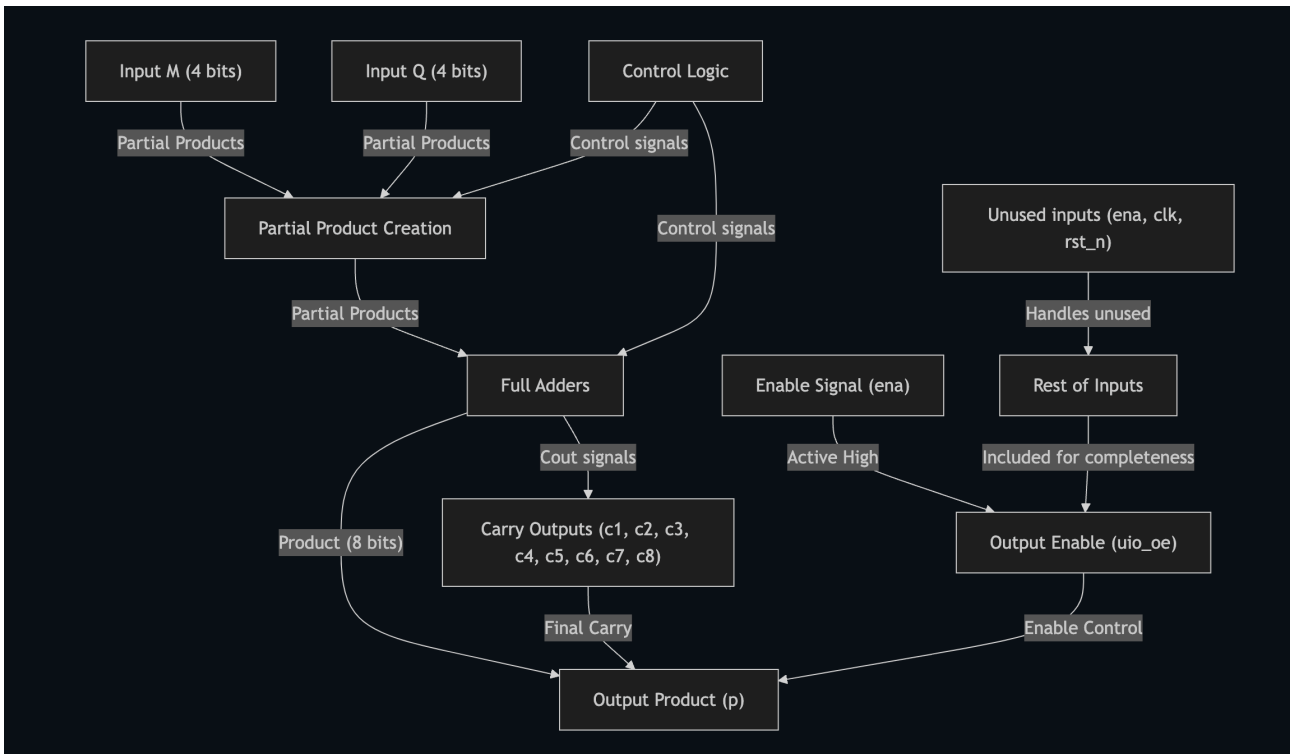 Input M (4 bits)
Input Q (4 bits)
Control Logic
Partial Products
Partial Products
Control signals
Partial Product Creation
Control signals
Unused inputs (ena, clk,
rst_n)
Partial Products
Handles unused
Full Adders
Enable Signal (ena)
Rest of Inputs
Cout signals
Active High
Included for completeness
Product (8 bits)
Carry Outputs (c1, c2, c3,
c4, c5, c6, c7, c8)
Output Enable (uio_oe)
Final Carry
Enable Control
Output Product (p)